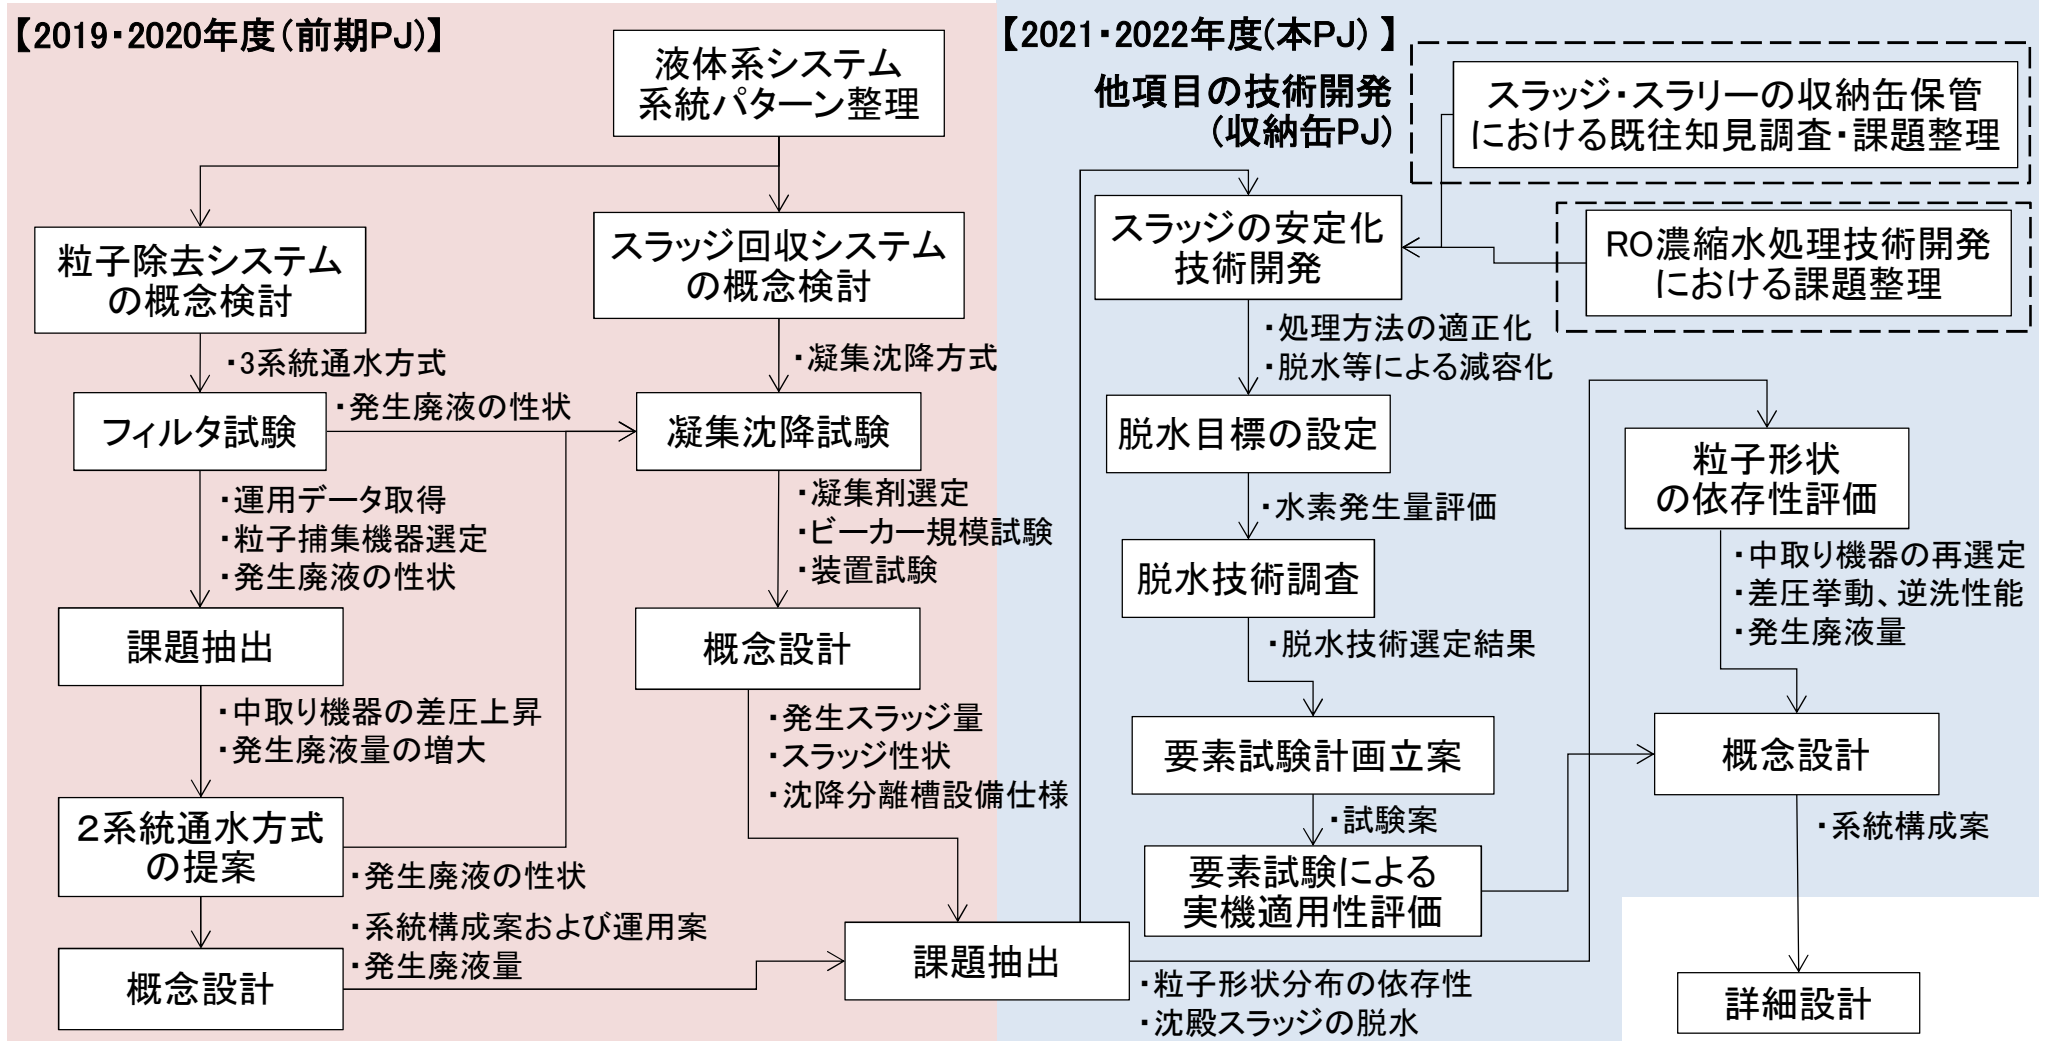 【2019・2020年度(前期PJ)】
液体系システム
系統パターン整理
粒子除去システム
の概念検討
スラッジ回収システム
の概念検討
・3系統通水方式
・凝集沈降方式
フィルタ試験
・発生廃液の性状
凝集沈降試験
・運用データ取得
・粒子捕集機器選定
・発生廃液の性状
・凝集剤選定
・ビーカー規模試験
・装置試験
課題抽出
概念設計
・中取り機器の差圧上昇
・発生廃液量の増大
・発生スラッジ量
・スラッジ性状
・沈降分離槽設備仕様
２系統通水方式
の提案
・発生廃液の性状
概念設計
・系統構成案および運用案
・発生廃液量
課題抽出
【2021・2022年度(本PJ) 】
他項目の技術開発
(収納缶PJ)
スラッジ・スラリーの収納缶保管
における既往知見調査・課題整理
スラッジの安定化
技術開発
RO濃縮水処理技術開発
における課題整理
・処理方法の適正化
・脱水等による減容化
脱水目標の設定
・水素発生量評価
脱水技術調査
・脱水技術選定結果
要素試験計画立案
・試験案
要素試験による
実機適用性評価
粒子形状
の依存性評価
・中取り機器の再選定
・差圧挙動、逆洗性能
・発生廃液量
概念設計
・系統構成案
・粒子形状分布の依存性
・沈殿スラッジの脱水
詳細設計